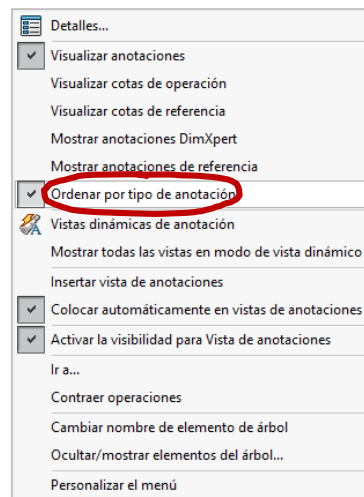 Detalles...
Visualizar anotaciones
Visualizar cotas de operación
Visualizar cotas de referencia
Mostrar anotaciones DimXpert
Mostrar anotaciones de referencia
Ordenar por tipo de anotación
Vistas dinámicas de anotación
Mostrar todas las vistas en modo de vista dinámico
Insertar vista de anotaciones
Colocar automáticamente en vistas de anotaciones
Activar la visibilidad para Vista de anotaciones
Ir a...
Contraer operaciones
Cambiar nombre de elemento de árbol
Ocultar/mostrar elementos del árbol...
Personalizar el menú